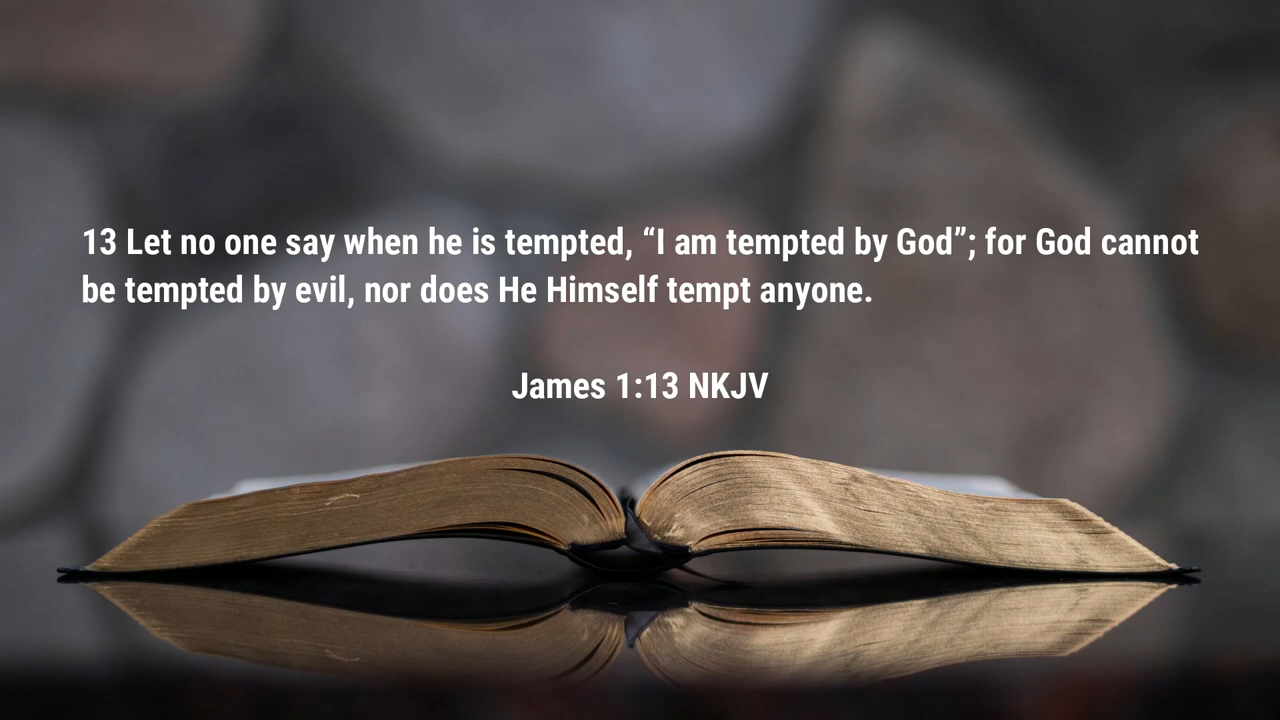 13 Let no one say when he is tempted, “I am tempted by God”; for God cannot
be tempted by evil, nor does He Himself tempt anyone.
James 1:13 NKJV